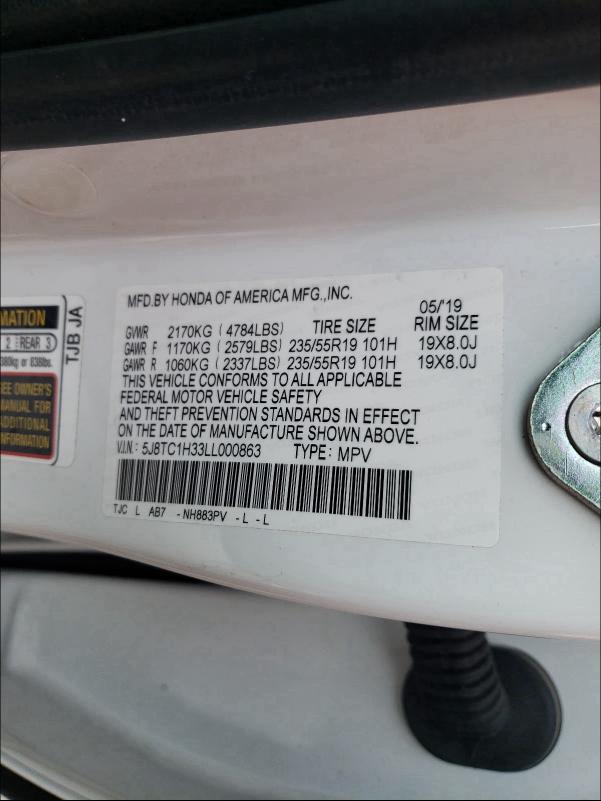 MFD.BY HONDA OF AMERICA MFG.,INC.
05/'19
GVWR 2170KG ( 4784LBS) TIRE SIZE RIM SIZE
GAWR F 1170KG ( 2579LBS) 235/55R19 101H 19X8.0J
GAWR R 1060KG ( 2337LBS) 235/55R19 101H 19X8.0J
THIS VEHICLE CONFORMS TO ALL APPLICABLE
FEDERAL MOTOR VEHICLE SAFETY
AND THEFT PREVENTION STANDARDS IN EFFECT
ON THE DATE OF MANUFACTURE SHOWN ABOVE.
V.I.N.: 5J8TC1H33LL000863 TYPE: MPV
TJC L AB7 -NH883PV - L - L
MATION
2 REAR 3
380kg or 838lbs.
SEE OWNER'S
MANUAL FOR
ADDITIONAL
INFORMATION
TJB JA